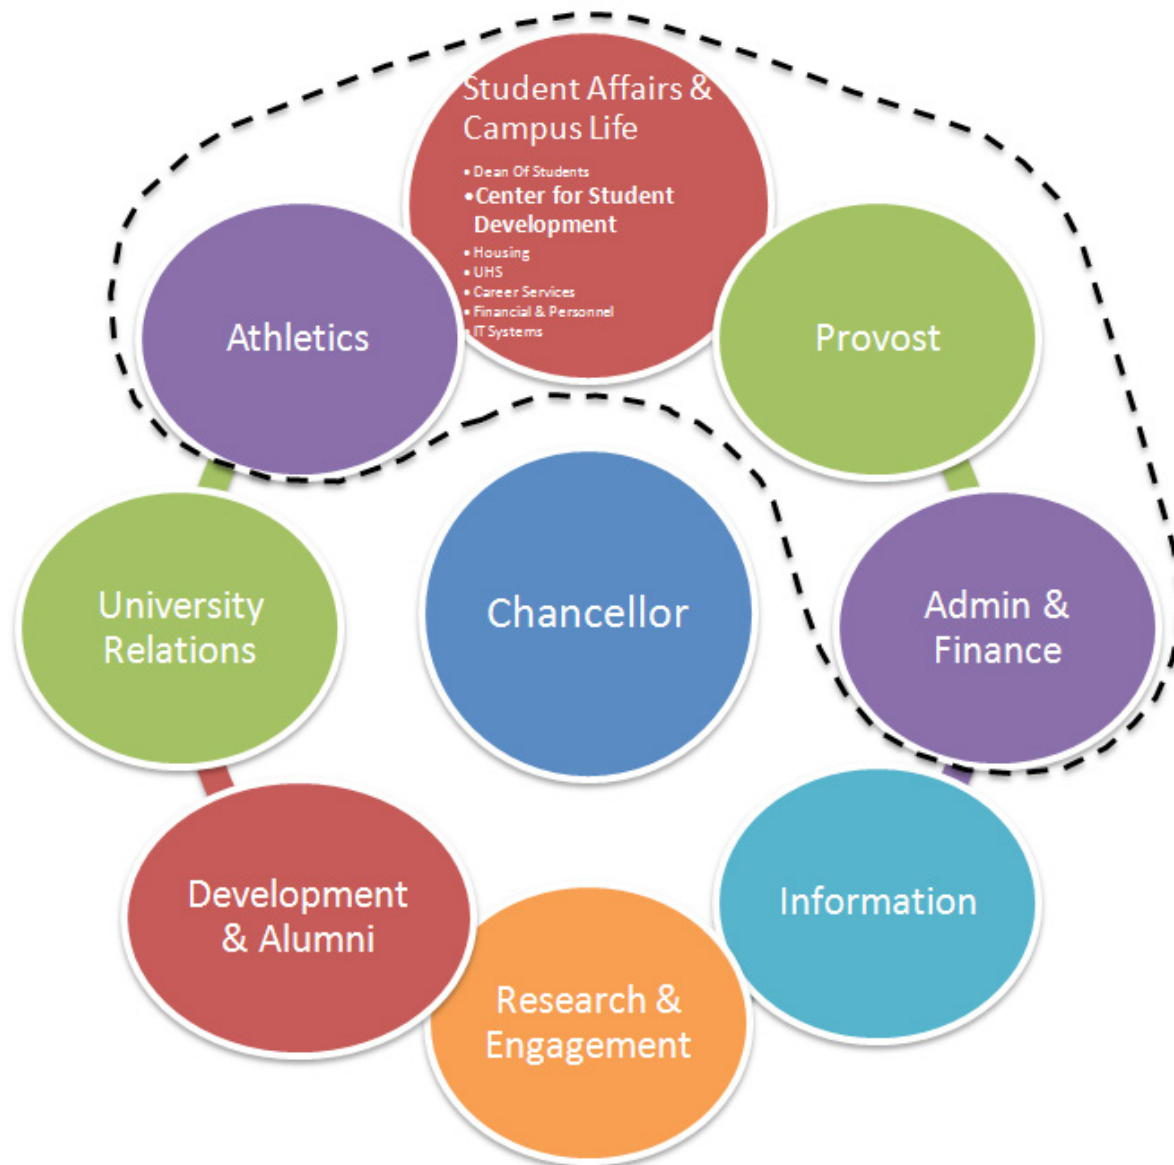 Student Affairs &
Campus Life
• Dean Of Students
•Center for Student
Development
• Housing
• UHS
• Career Services
• Financial & Personnel
• IT Systems
Athletics
Provost
University
Relations
Chancellor
Admin &
Finance
Development
& Alumni
Information
Research &
Engagement